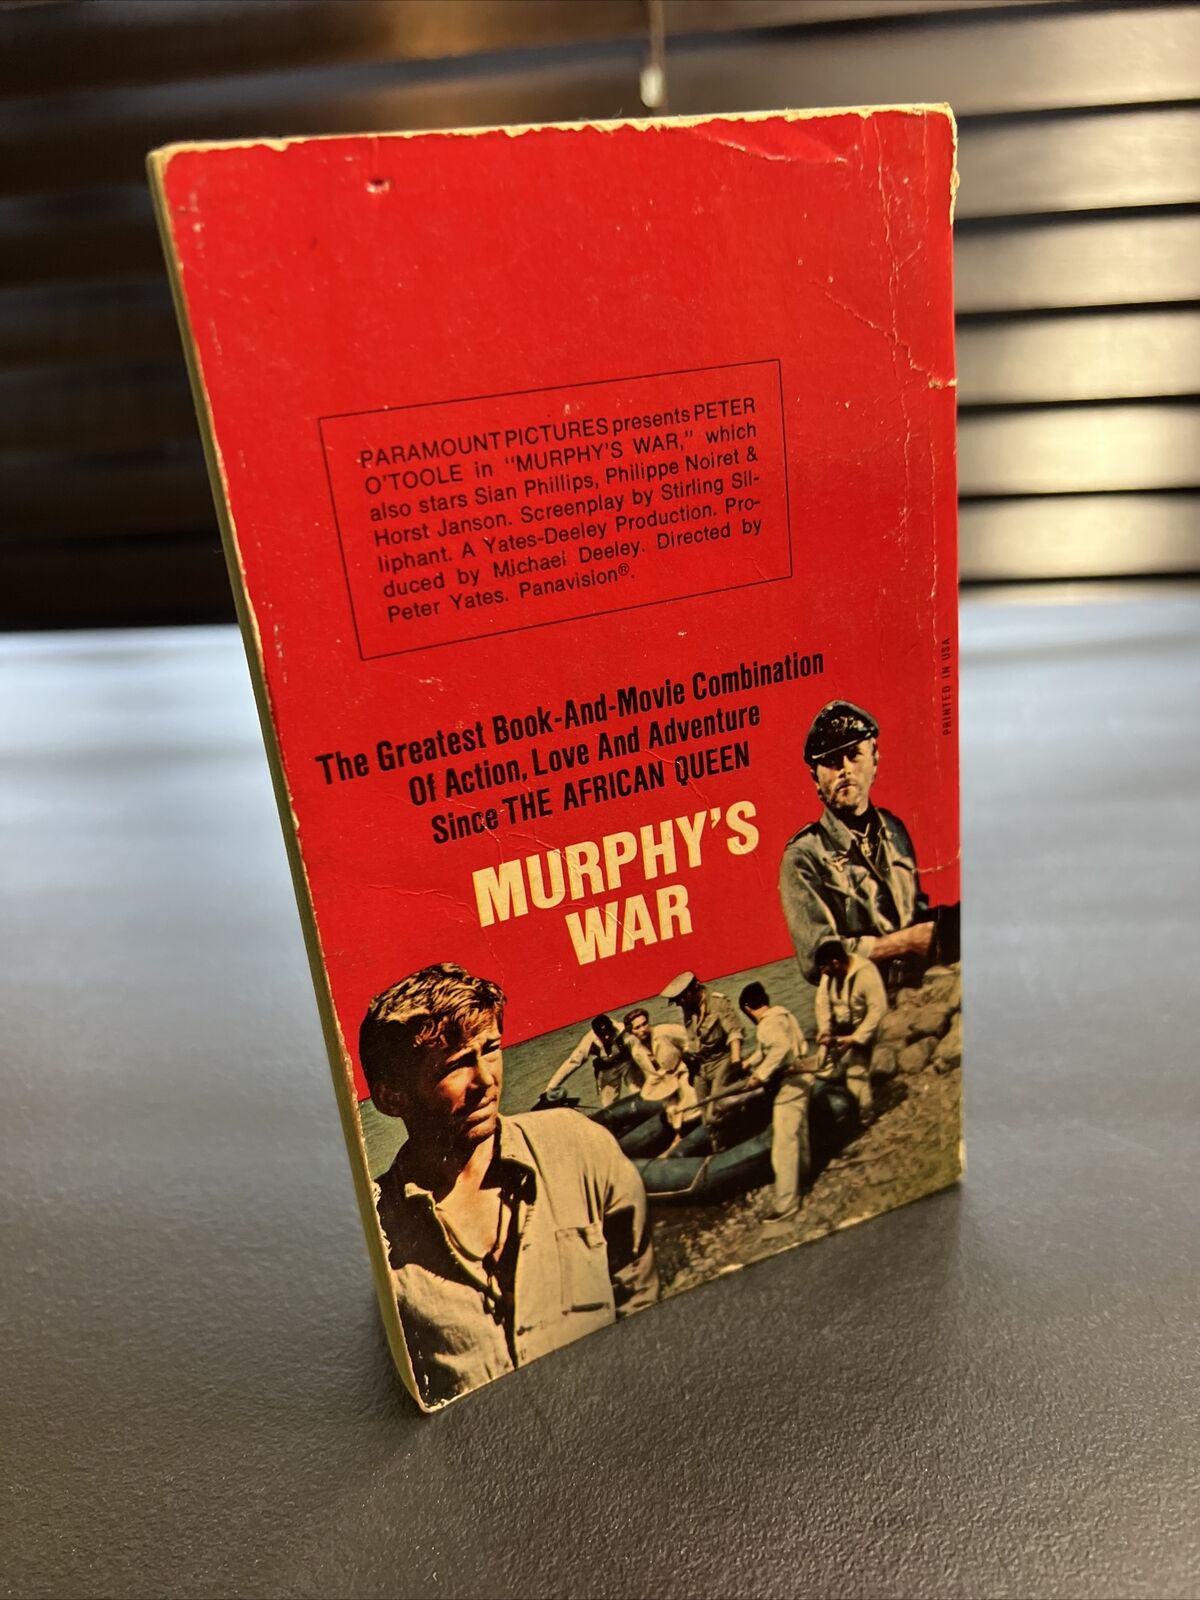 PARAMOUNT PICTURES presents PETER
O'TOOLE in "MURPHY'S WAR," which
also stars Sian Phillips, Philippe Noiret &
Horst Janson. Screenplay by Stirling Sil-
liphant. A Yates-Deeley Production. Pro-
duced by Michael Deeley. Directed by
Peter Yates. Panavision®.
The Greatest Book-And-Movie Combination
Of Action, Love And Adventure
Since THE AFRICAN QUEEN
MURPHY'S
WAR
PRINTED IN USA